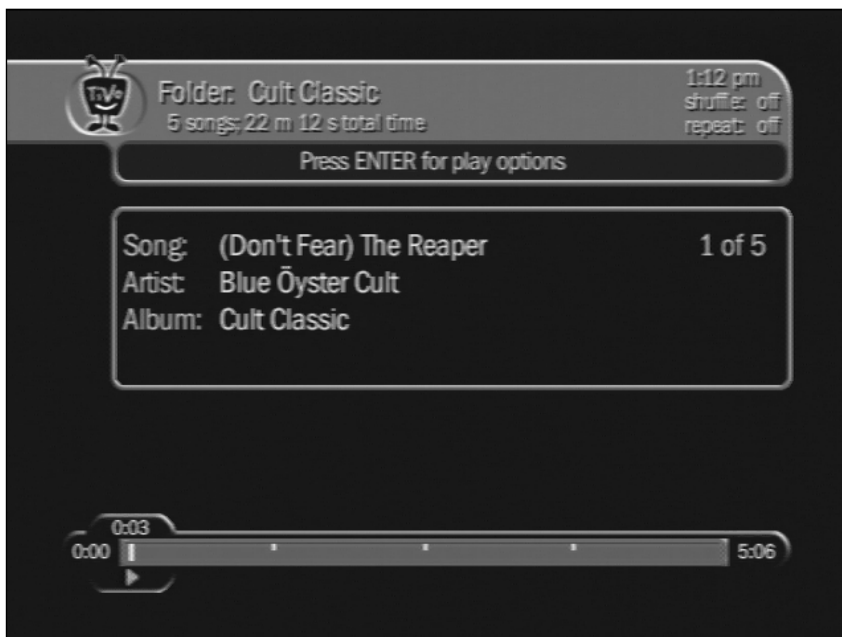 TiVo
Folder: Cult Classic
5 songs; 22 m 12 s total time
1:12 pm
shuffle: off
repeat: off
Press ENTER for play options
Song: (Don't Fear) The Reaper 1 of 5
Artist: Blue Öyster Cult
Album: Cult Classic
0:03
0:00 5:06